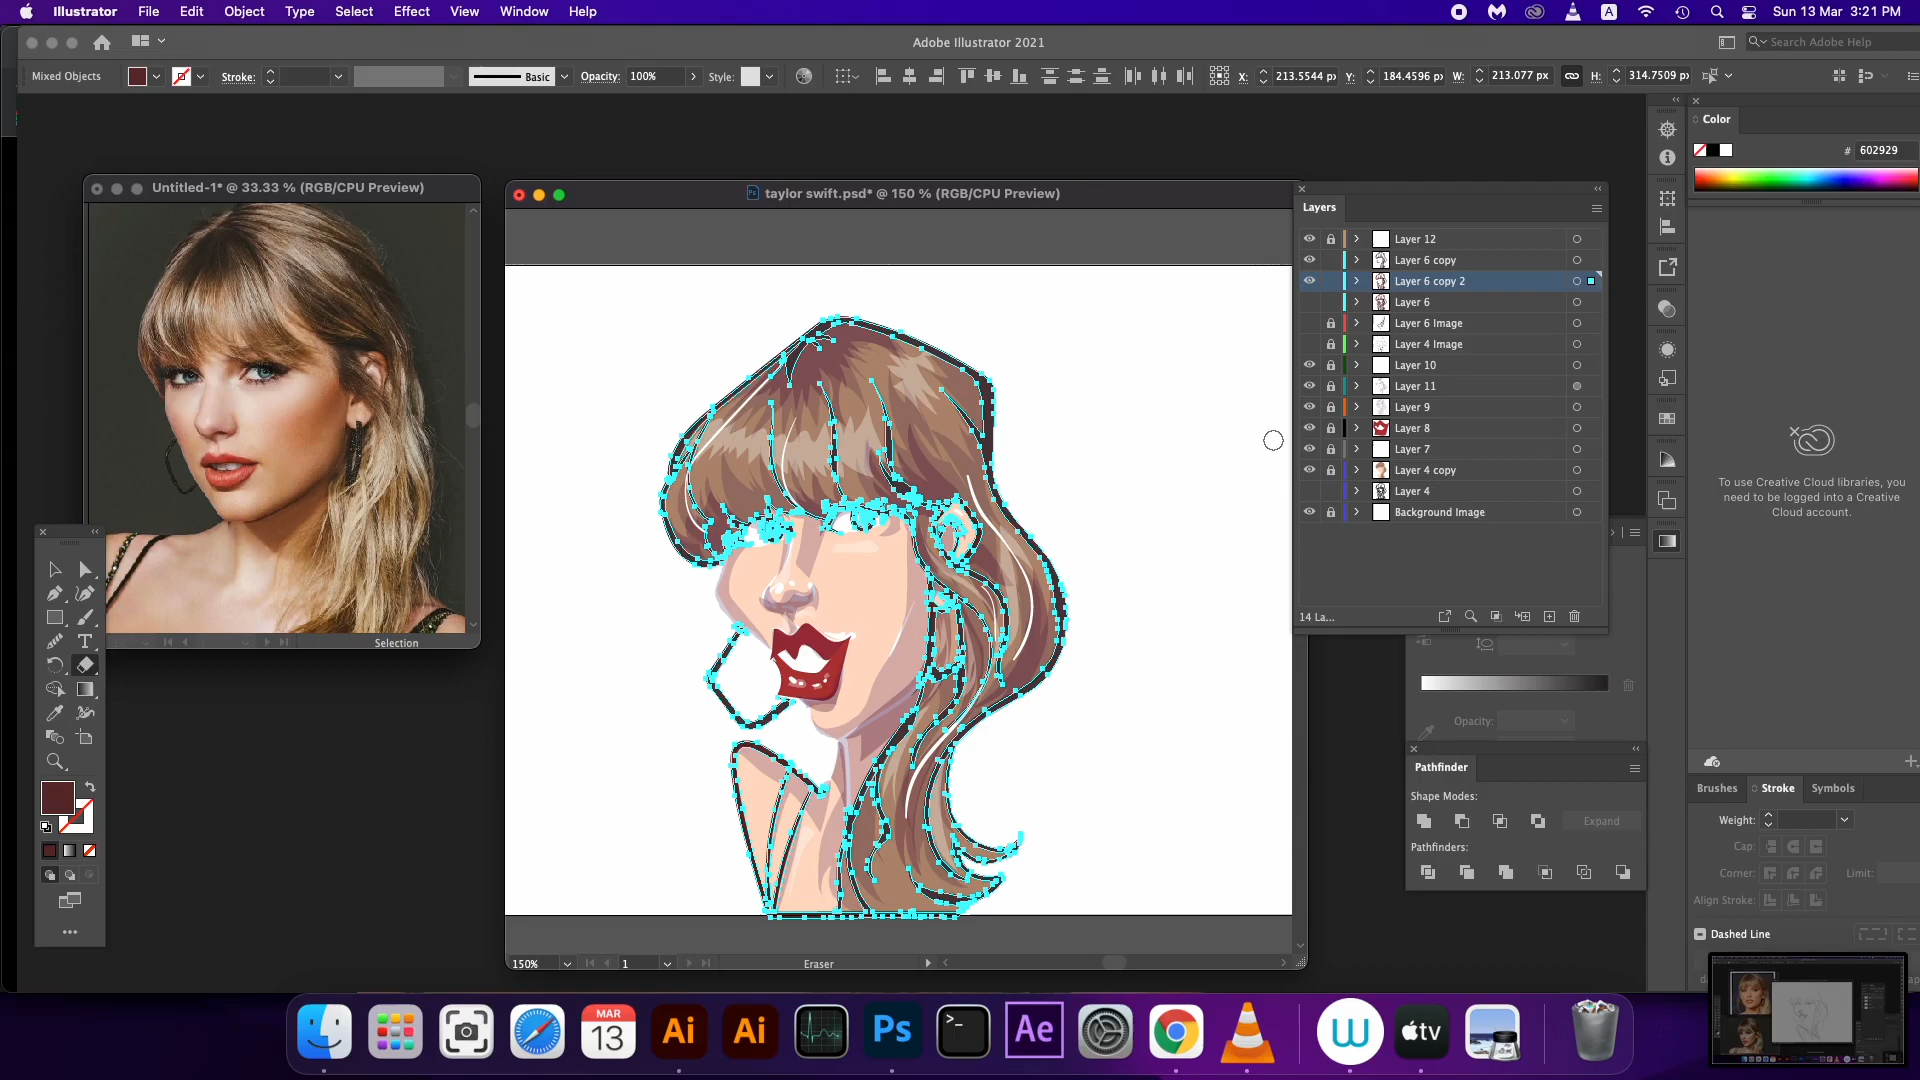 Illustrator File Edit Object Type Select Effect View Window Help
A Sun 13 Mar 3:21 PM
Adobe Illustrator 2021
Search Adobe Help
Mixed Objects Stroke: Basic Opacity: 100% Style: X: 213.5544 px Y: 184.4596 px W: 213.077 px H: 314.7509 px
Color
# 602929
Untitled-1* @ 33.33 % (RGB/CPU Preview)
Selection
taylor swift.psd* @ 150 % (RGB/CPU Preview)
150% 1 Eraser
Layers
Layer 12
Layer 6 copy
Layer 6 copy 2
Layer 6
Layer 6 Image
Layer 4 Image
Layer 10
Layer 11
Layer 9
Layer 8
Layer 7
Layer 4 copy
Layer 4
Background Image
14 La...
To use Creative Cloud libraries, you
need to be logged into a Creative
Cloud account.
Opacity:
Pathfinder
Shape Modes:
Expand
Pathfinders:
Brushes Stroke Symbols
Weight:
Cap:
Corner: Limit:
Align Stroke:
Dashed Line
MAR
13
Ai
Ai
Ps
>_
Ae
W
tv